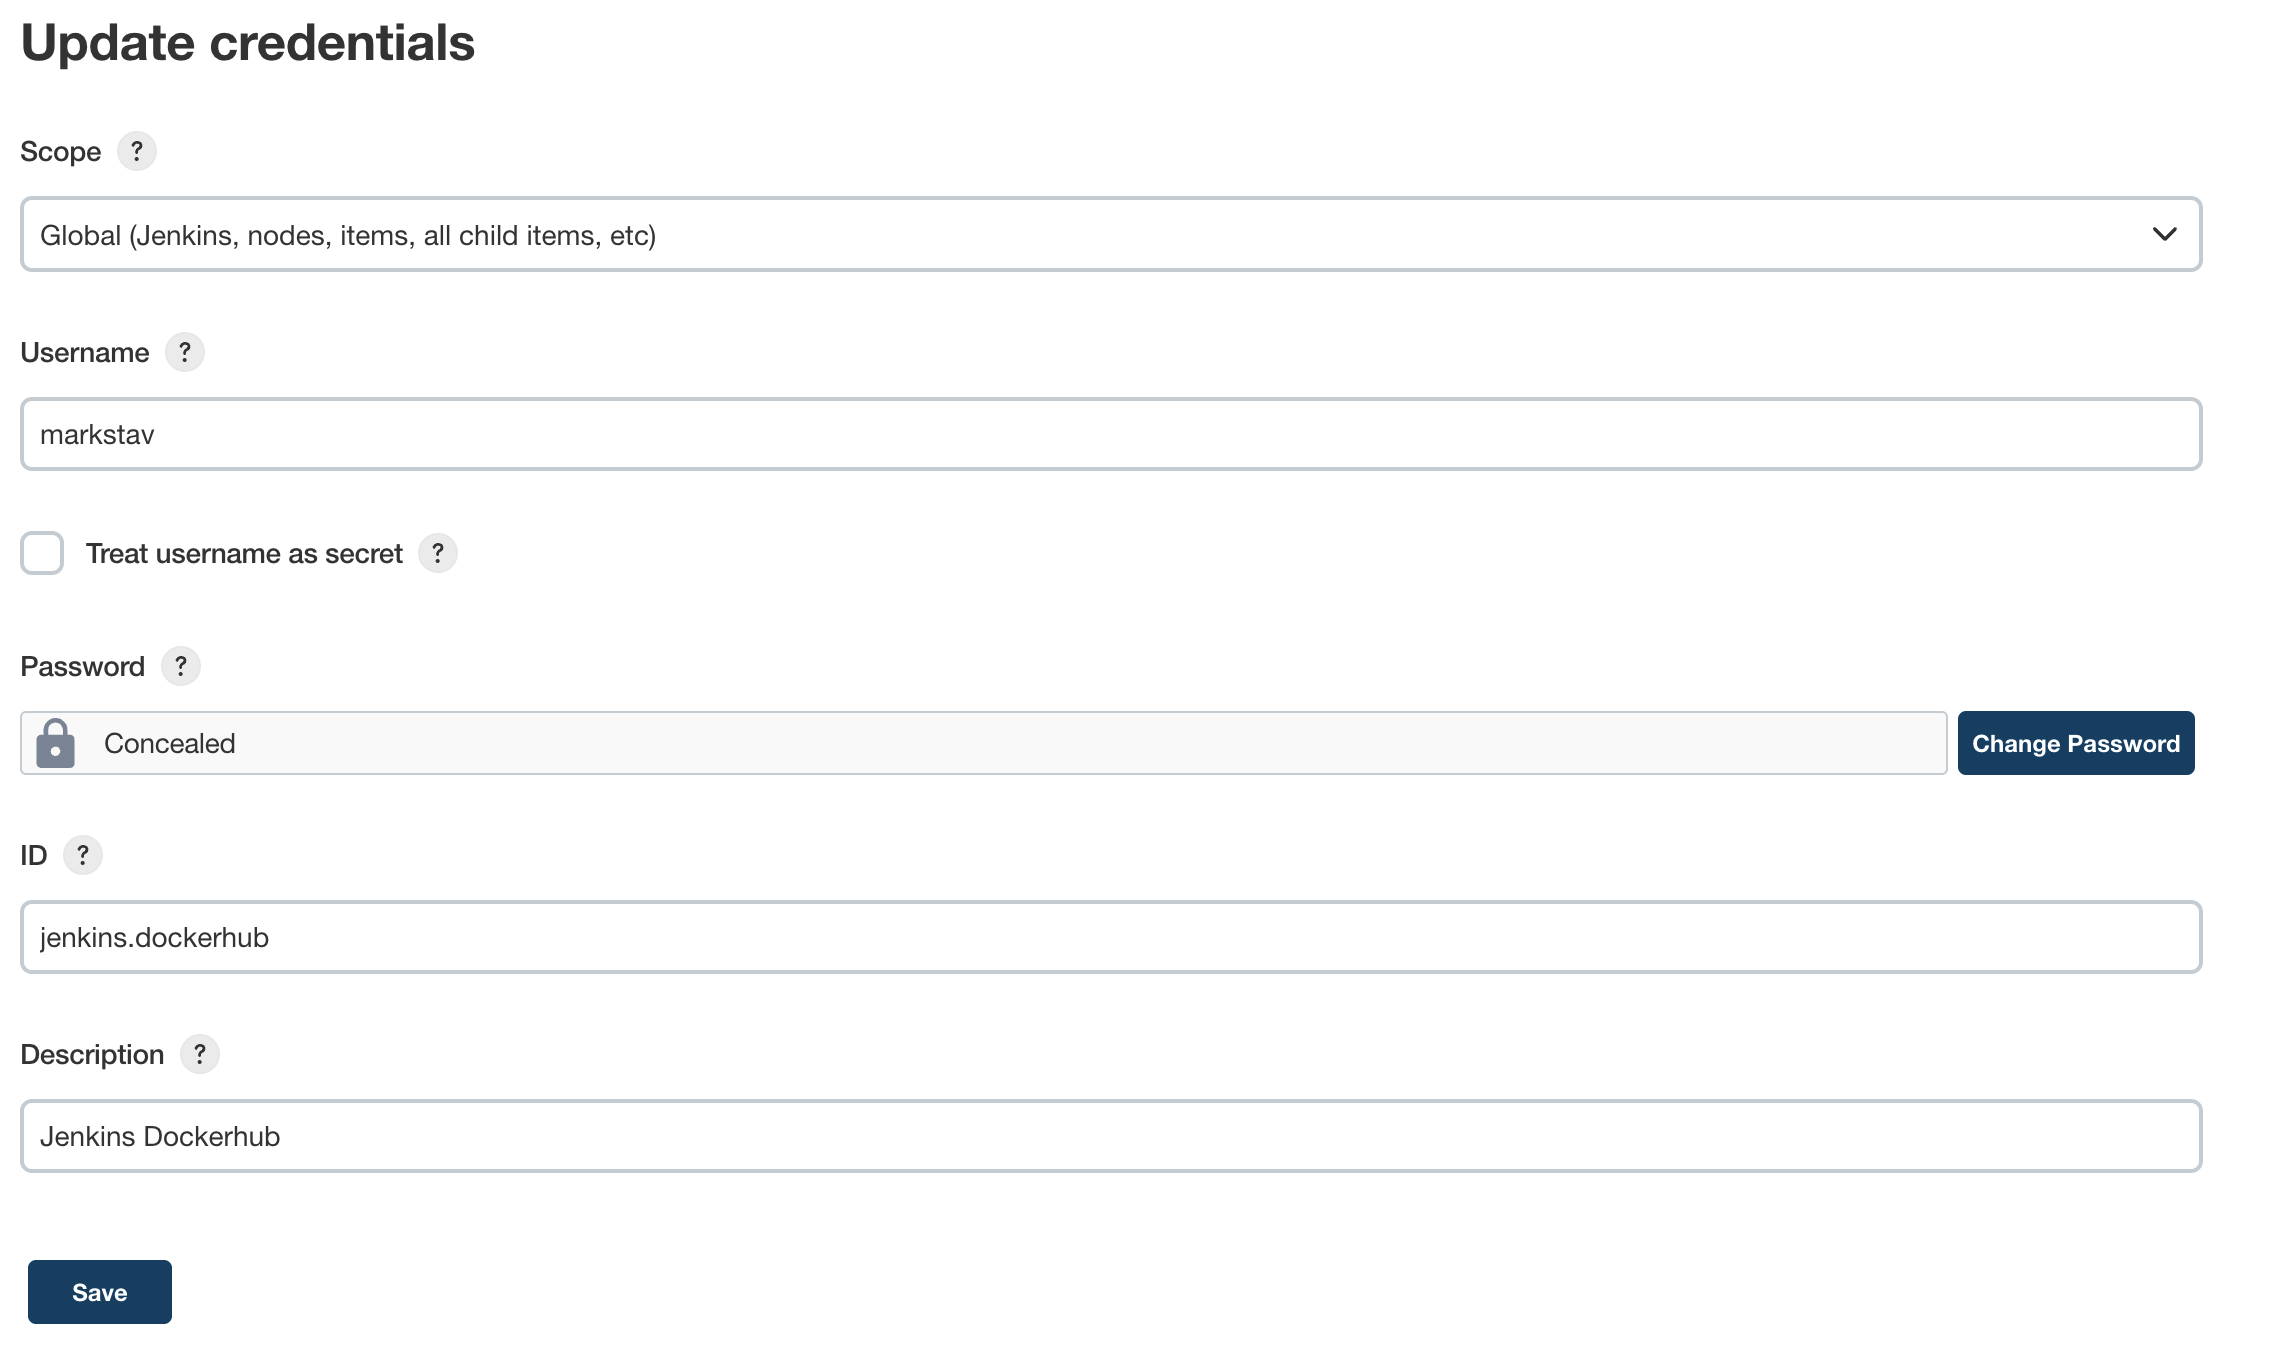 Update credentials
Scope ?
Global (Jenkins, nodes, items, all child items, etc)
Username ?
markstav
Treat username as secret ?
Password ?
Concealed
Change Password
ID ?
jenkins.dockerhub
Description ?
Jenkins Dockerhub
Save